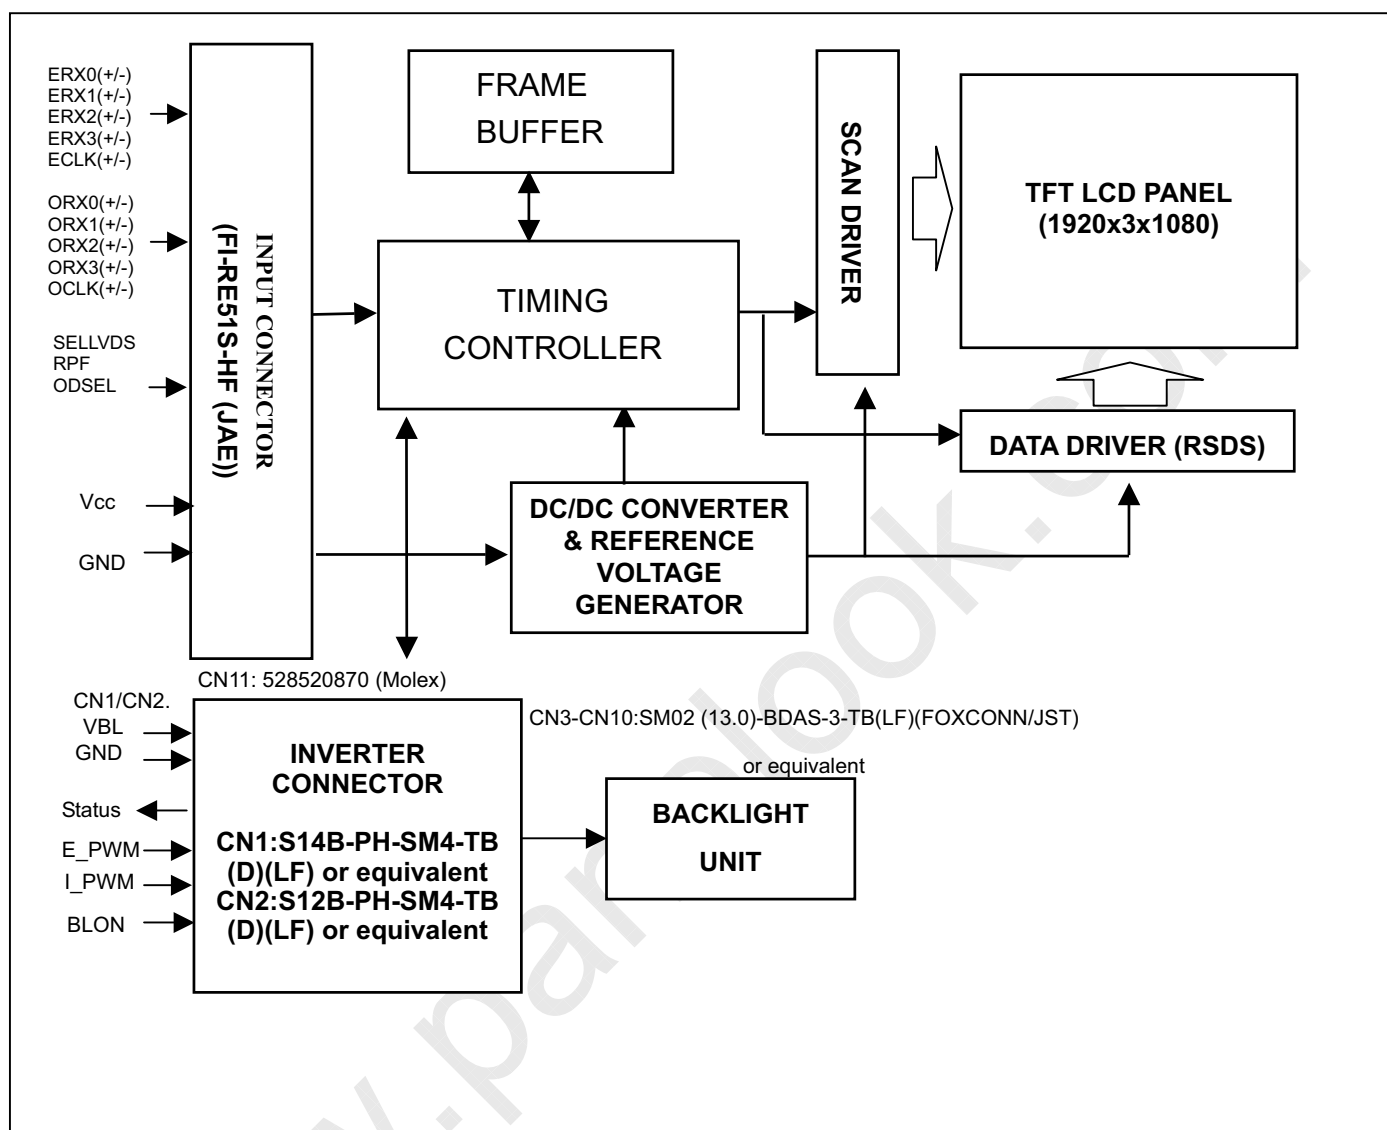 ERX0(+/-)
ERX1(+/-)
ERX2(+/-)
ERX3(+/-)
ECLK(+/-)
ORX0(+/-)
ORX1(+/-)
ORX2(+/-)
ORX3(+/-)
OCLK(+/-)
SELLVDS
RPF
ODSEL
Vcc
GND
INPUT CONNECTOR
(FI-RE51S-HF (JAE))
FRAME
BUFFER
TIMING
CONTROLLER
SCAN DRIVER
TFT LCD PANEL
(1920x3x1080)
DATA DRIVER (RSDS)
DC/DC CONVERTER
& REFERENCE
VOLTAGE
GENERATOR
CN11: 528520870 (Molex)
CN1/CN2.
VBL
GND
Status
E_PWM
I_PWM
BLON
INVERTER
CONNECTOR
CN1:S14B-PH-SM4-TB
(D)(LF) or equivalent
CN2:S12B-PH-SM4-TB
(D)(LF) or equivalent
CN3-CN10:SM02 (13.0)-BDAS-3-TB(LF)(FOXCONN/JST)
or equivalent
BACKLIGHT
UNIT